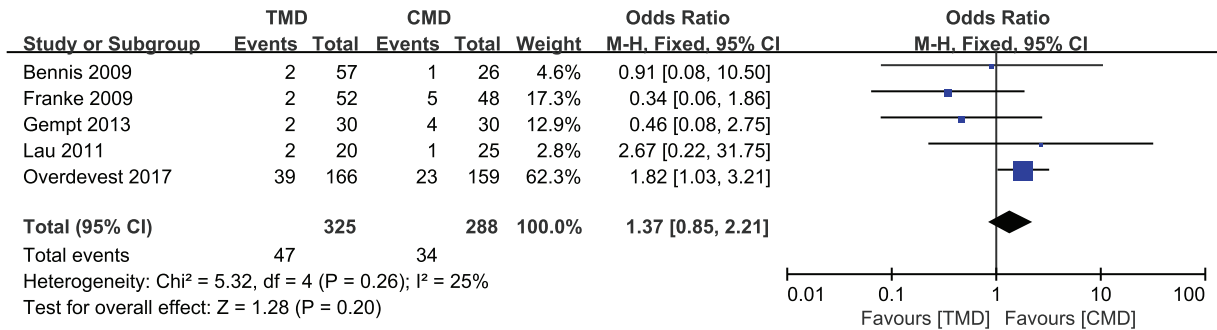 TMD CMD Odds Ratio Odds Ratio
Study or Subgroup Events Total Events Total Weight M-H, Fixed, 95% CI M-H, Fixed, 95% CI
Bennis 2009 2 57 1 26 4.6% 0.91 [0.08, 10.50]
Franke 2009 2 52 5 48 17.3% 0.34 [0.06, 1.86]
Gempt 2013 2 30 4 30 12.9% 0.46 [0.08, 2.75]
Lau 2011 2 20 1 25 2.8% 2.67 [0.22, 31.75]
Overdevest 2017 39 166 23 159 62.3% 1.82 [1.03, 3.21]
Total (95% CI) 325 288 100.0% 1.37 [0.85, 2.21]
Total events 47 34
Heterogeneity: Chi² = 5.32, df = 4 (P = 0.26); I² = 25%
Test for overall effect: Z = 1.28 (P = 0.20)
0.01 0.1 1 10 100
Favours [TMD] Favours [CMD]